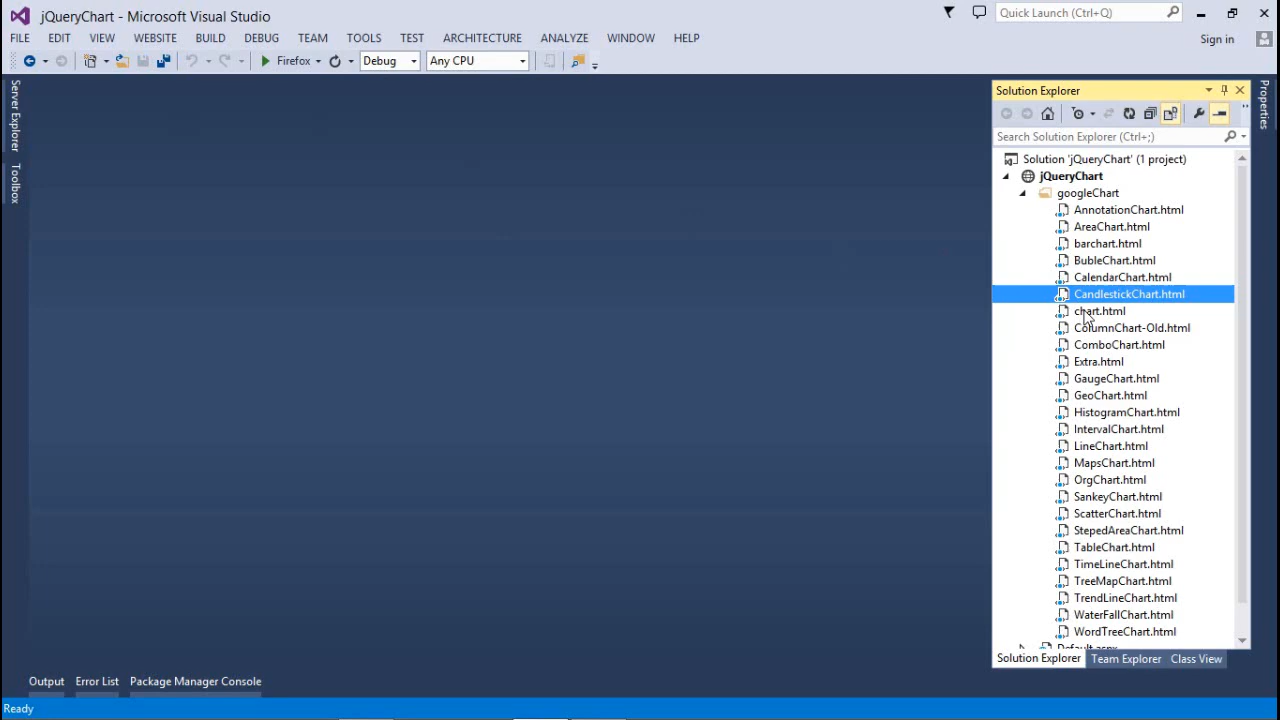 jQueryChart - Microsoft Visual Studio
Quick Launch (Ctrl+Q)
FILE EDIT VIEW WEBSITE BUILD DEBUG TEAM TOOLS TEST ARCHITECTURE ANALYZE WINDOW HELP
Sign in
Firefox Debug Any CPU
Server Explorer
Toolbox
Solution Explorer
Properties
Search Solution Explorer (Ctrl+;)
Solution 'jQueryChart' (1 project)
jQueryChart
googleChart
AnnotationChart.html
AreaChart.html
barchart.html
BubleChart.html
CalendarChart.html
CandlestickChart.html
chart.html
ColumnChart-Old.html
ComboChart.html
Extra.html
GaugeChart.html
GeoChart.html
HistogramChart.html
IntervalChart.html
LineChart.html
MapsChart.html
OrgChart.html
SankeyChart.html
ScatterChart.html
StepedAreaChart.html
TableChart.html
TimeLineChart.html
TreeMapChart.html
TrendLineChart.html
WaterFallChart.html
WordTreeChart.html
Default.aspx
Solution Explorer Team Explorer Class View
Output Error List Package Manager Console
Ready